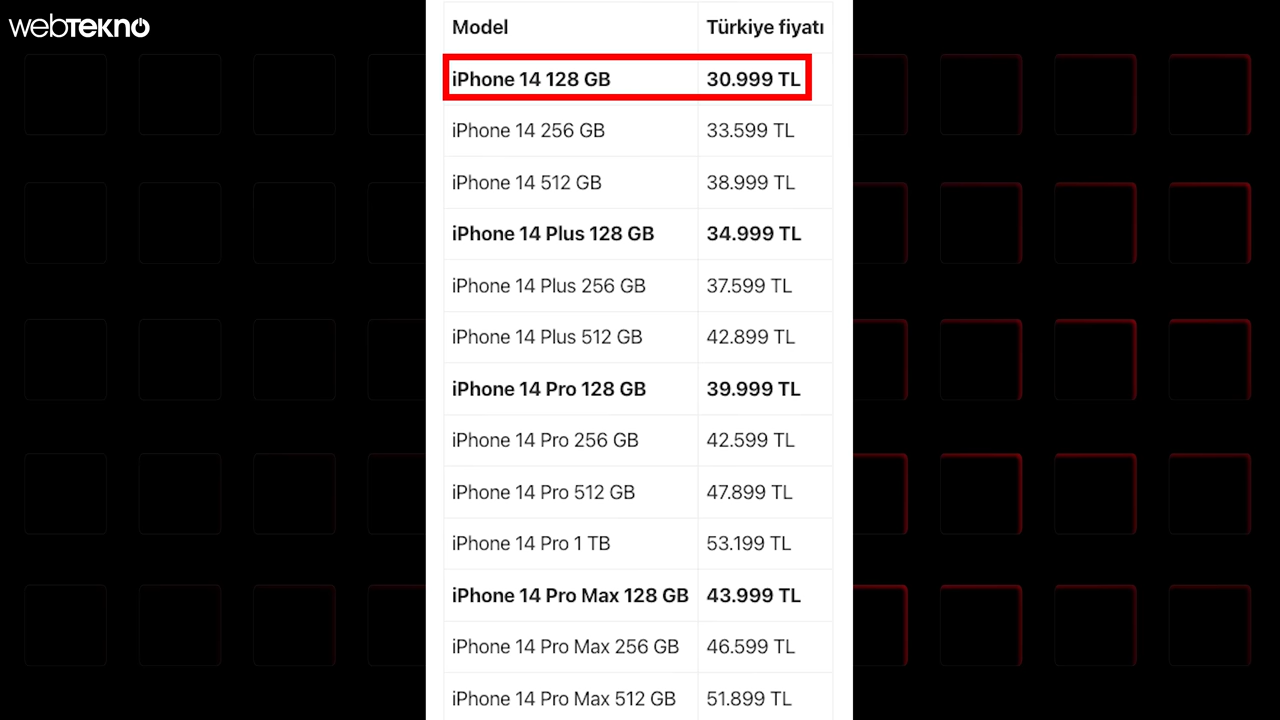 webTEKNO
Model Türkiye fiyatı
iPhone 14 128 GB 30.999 TL
iPhone 14 256 GB 33.599 TL
iPhone 14 512 GB 38.999 TL
iPhone 14 Plus 128 GB 34.999 TL
iPhone 14 Plus 256 GB 37.599 TL
iPhone 14 Plus 512 GB 42.899 TL
iPhone 14 Pro 128 GB 39.999 TL
iPhone 14 Pro 256 GB 42.599 TL
iPhone 14 Pro 512 GB 47.899 TL
iPhone 14 Pro 1 TB 53.199 TL
iPhone 14 Pro Max 128 GB 43.999 TL
iPhone 14 Pro Max 256 GB 46.599 TL
iPhone 14 Pro Max 512 GB 51.899 TL